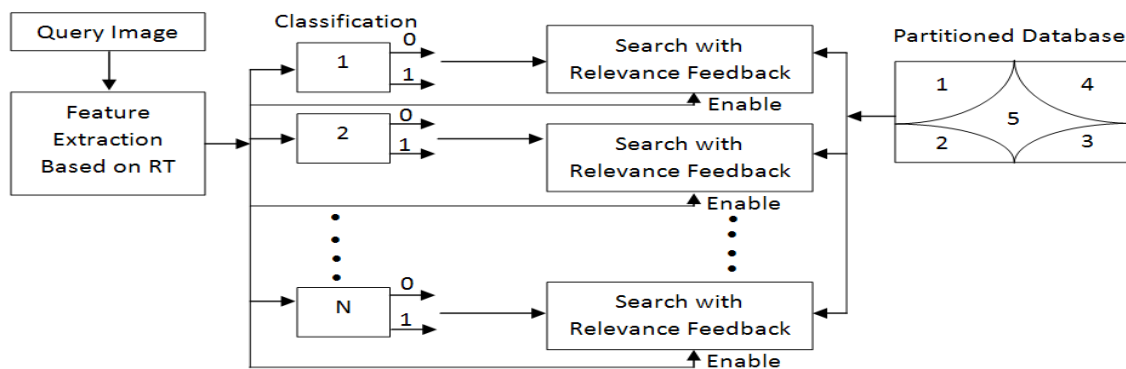 Query Image
Feature
Extraction
Based on RT
Classification
1
0
1
2
0
1
N
0
1
Search with
Relevance Feedback
Enable
Search with
Relevance Feedback
Enable
Search with
Relevance Feedback
Enable
Partitioned Database
1
4
5
2
3